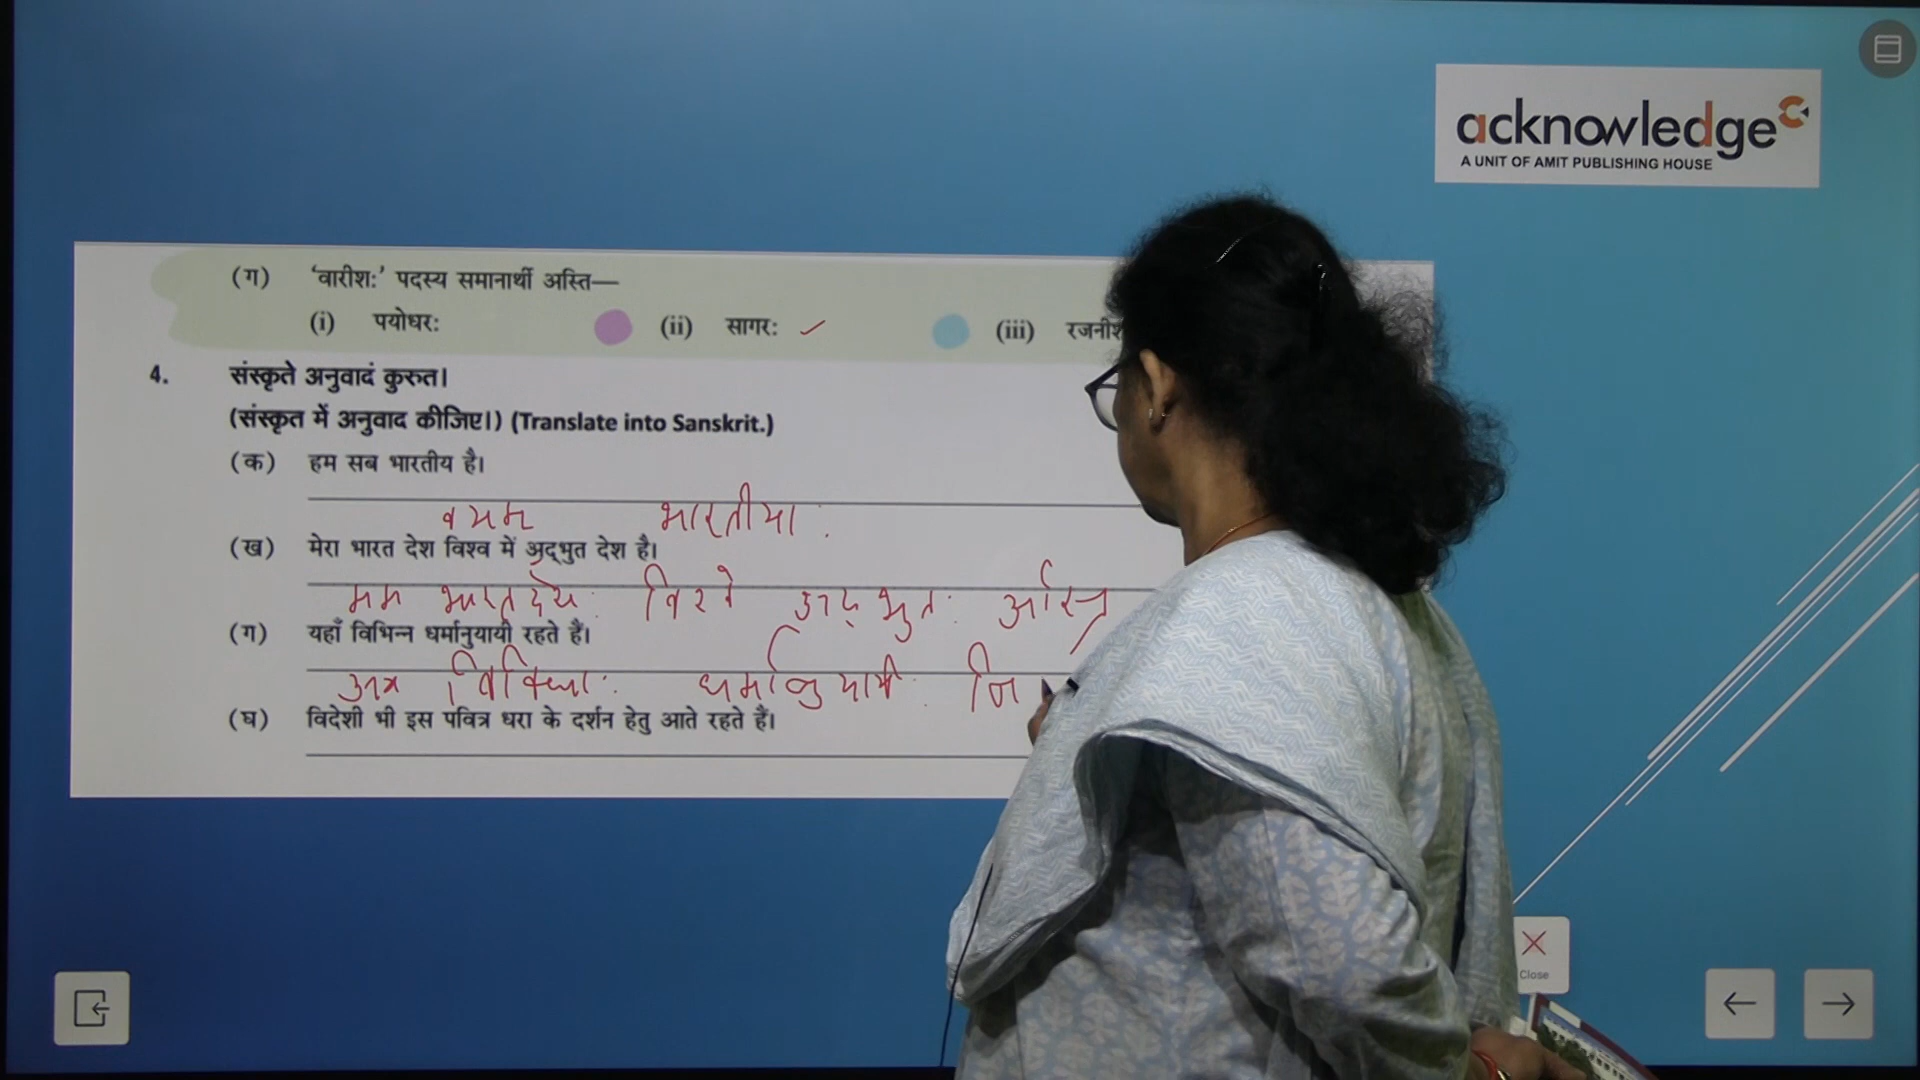 acknowledge
A UNIT OF AMIT PUBLISHING HOUSE
(ग) ‘वारीशः’ पदस्य समानार्थी अस्ति—
(i) पयोधरः (ii) सागरः ✓ (iii)
4. संस्कृते अनुवादं कुरुत।
(संस्कृत में अनुवाद कीजिए।) (Translate into Sanskrit.)
(क) हम सब भारतीय है।
वयम भारतीया:
(ख) मेरा भारत देश विश्व में अद्भुत देश है।
मम भारतदेश: विश्वे अद्भुत: अस्ति
(ग) यहाँ विभिन्न धर्मानुयायी रहते हैं।
अत्र विविधा: धर्मानुयायी: नि
(घ) विदेशी भी इस पवित्र धरा के दर्शन हेतु आते रहते हैं।
Close